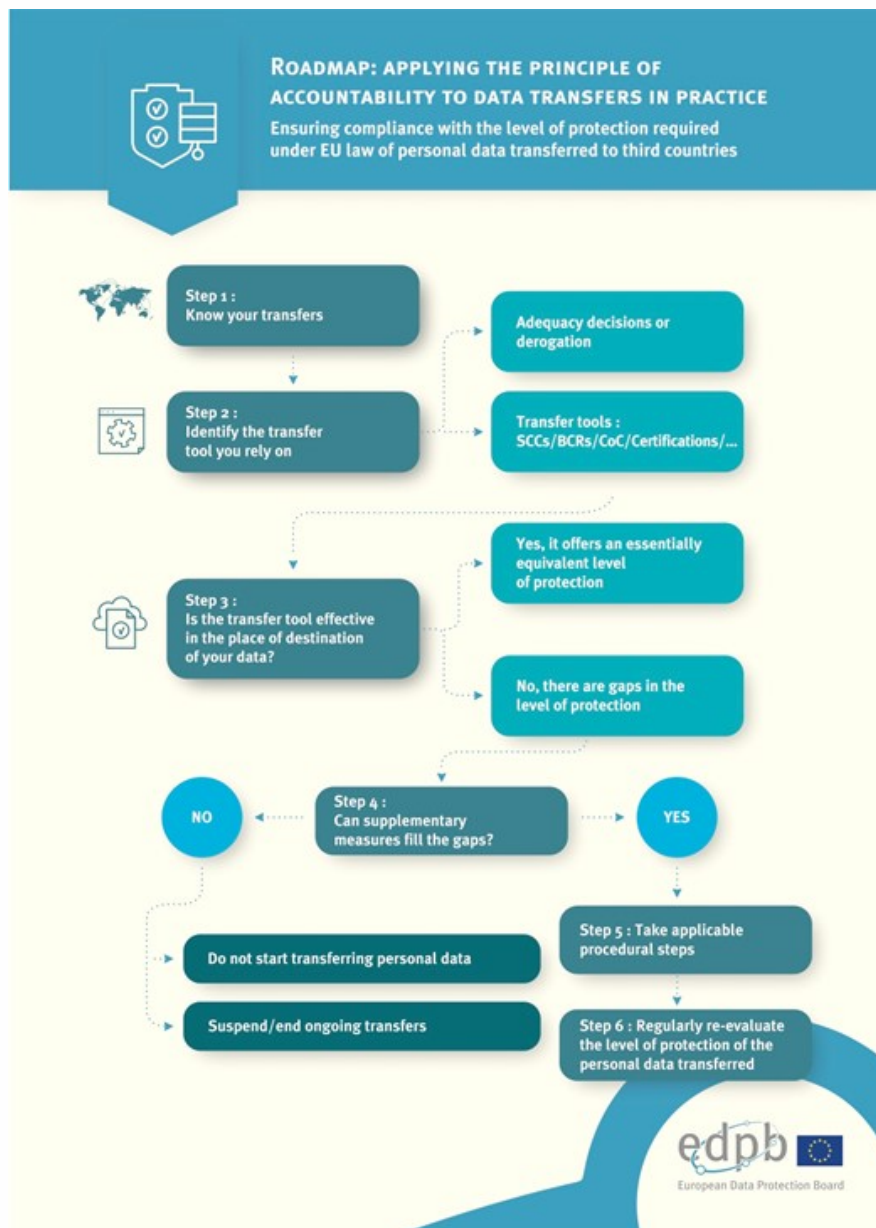 ROADMAP: APPLYING THE PRINCIPLE OF
ACCOUNTABILITY TO DATA TRANSFERS IN PRACTICE
Ensuring compliance with the level of protection required
under EU law of personal data transferred to third countries
Step 1 :
Know your transfers
Adequacy decisions or
derogation
Step 2 :
Identify the transfer
tool you rely on
Transfer tools :
SCCs/BCRs/CoC/Certifications/...
Yes, it offers an essentially
equivalent level
of protection
Step 3 :
Is the transfer tool effective
in the place of destination
of your data?
No, there are gaps in the
level of protection
NO
Step 4 :
Can supplementary
measures fill the gaps?
YES
Step 5 : Take applicable
procedural steps
Do not start transferring personal data
Suspend/end ongoing transfers
Step 6 : Regularly re-evaluate
the level of protection of the
personal data transferred
edpb
European Data Protection Board